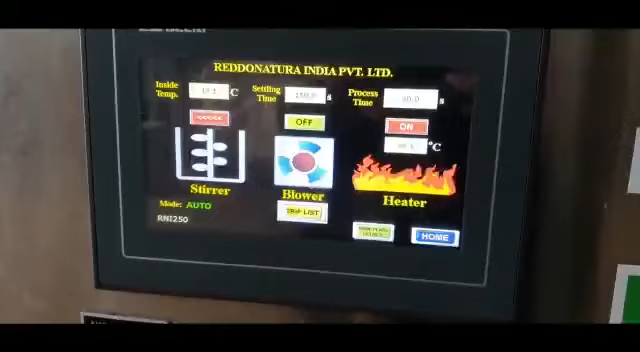 REDDONATURA INDIA PVT. LTD.
Inside Temp. °C
Settling Time s
Process Time s
<<<<<
OFF
ON
°C
Stirrer
Blower
Heater
Mode: AUTO
TRIP LIST
RNI250
HOME